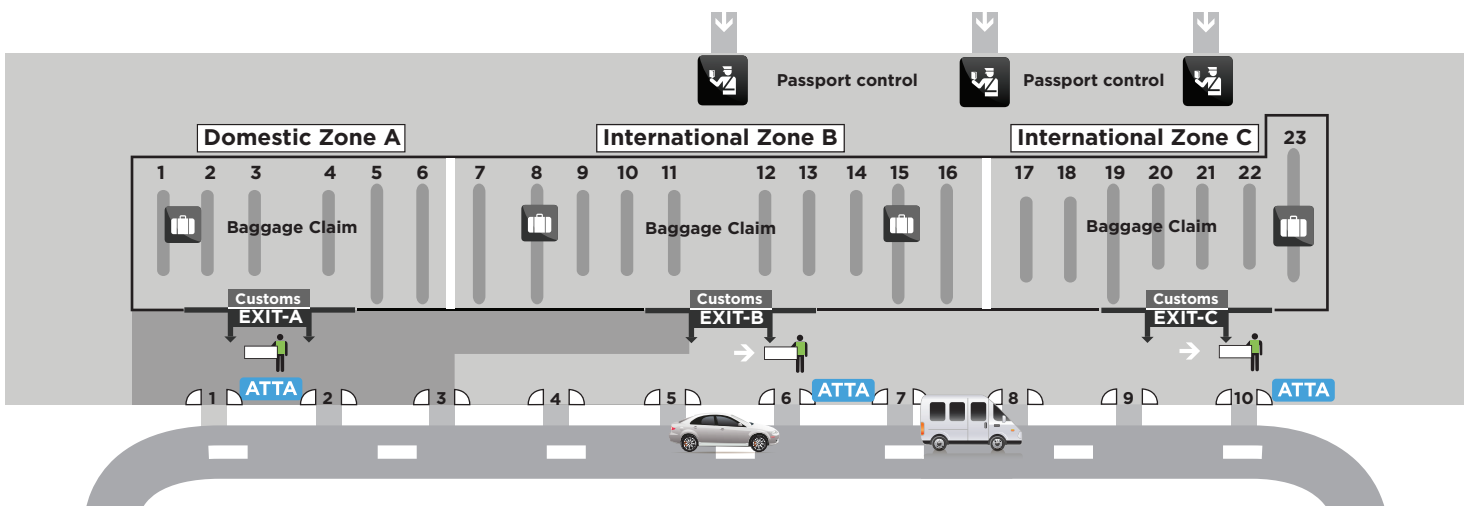 Passport control
Passport control
Domestic Zone A
International Zone B
International Zone C
23
1 2 3 4 5 6 7 8 9 10 11 12 13 14 15 16 17 18 19 20 21 22
Baggage Claim
Baggage Claim
Baggage Claim
Customs
EXIT-A
Customs
EXIT-B
Customs
EXIT-C
ATTA
ATTA
ATTA
1 2 3 4 5 6 7 8 9 10